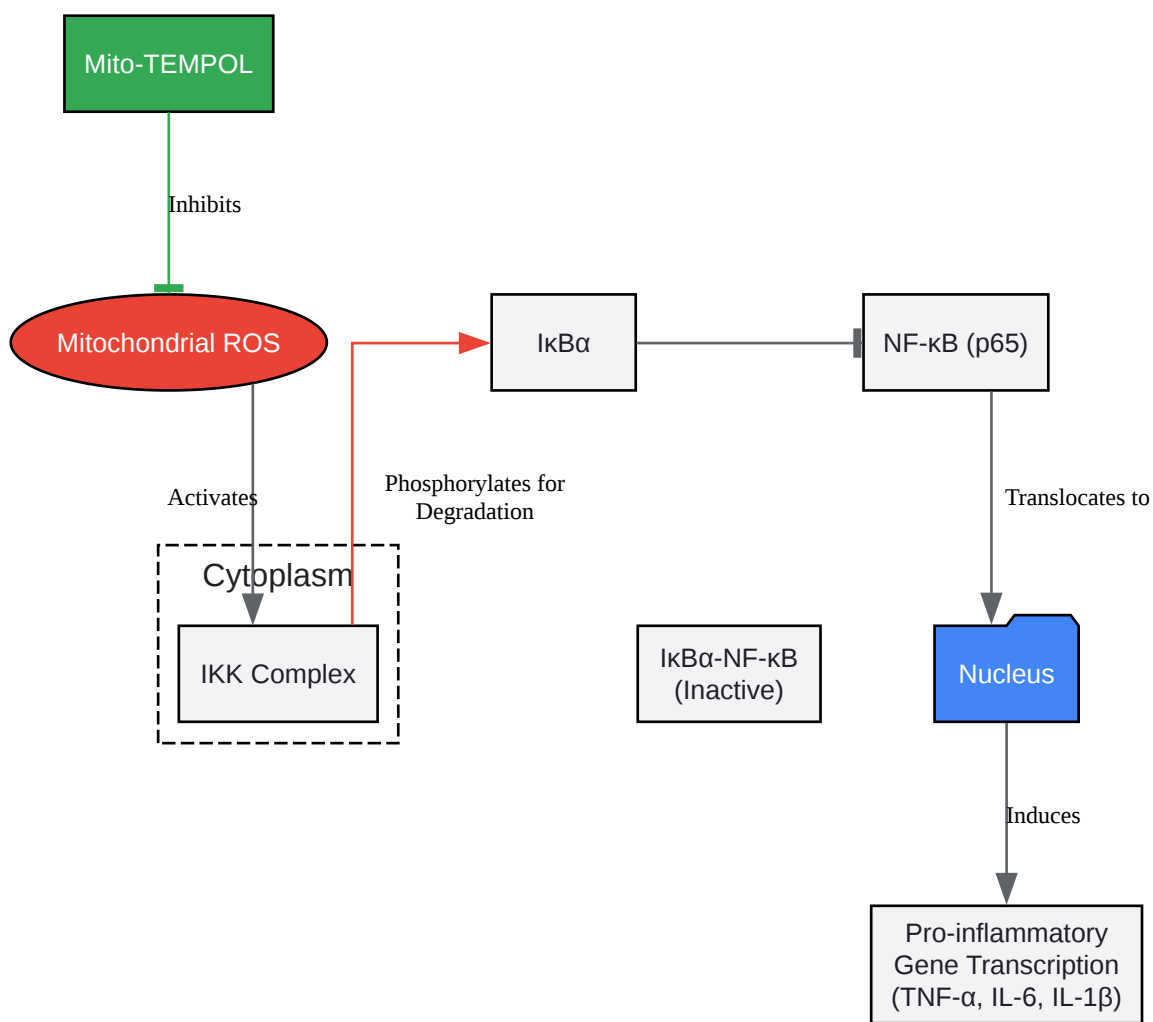 Mito-TEMPOL
Inhibits
Mitochondrial ROS
IκBα
NF-κB (p65)
Activates
Phosphorylates for
Degradation
Translocates to
Cytoplasm
IKK Complex
IκBα-NF-κB
(Inactive)
Nucleus
Induces
Pro-inflammatory
Gene Transcription
(TNF-α, IL-6, IL-1β)